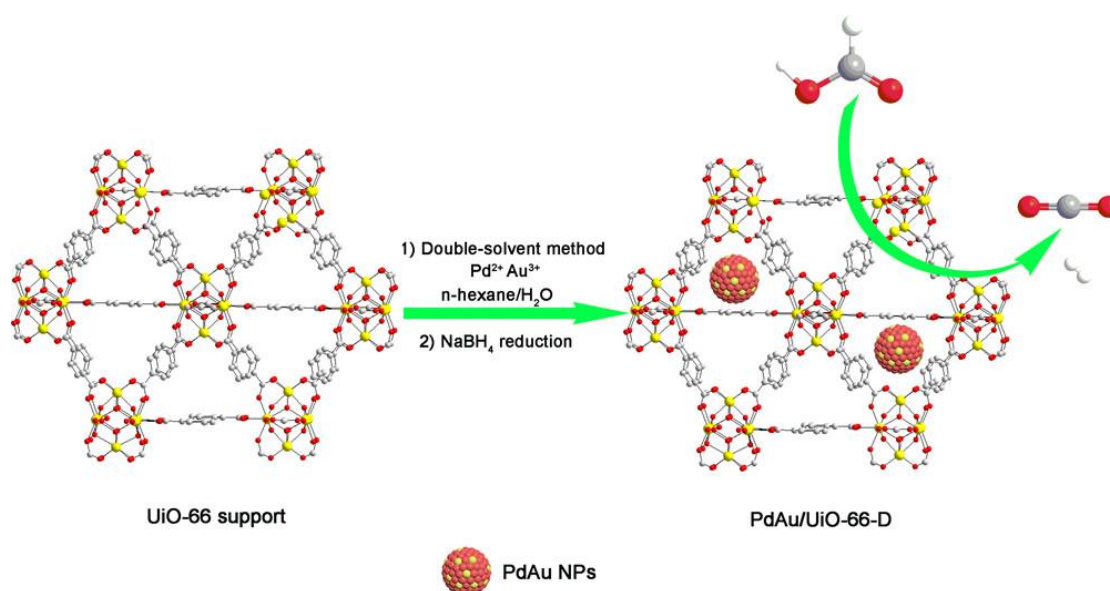 1) Double-solvent method
Pd²⁺ Au³⁺
n-hexane/H₂O
2) NaBH₄ reduction
UiO-66 support
PdAu/UiO-66-D
PdAu NPs